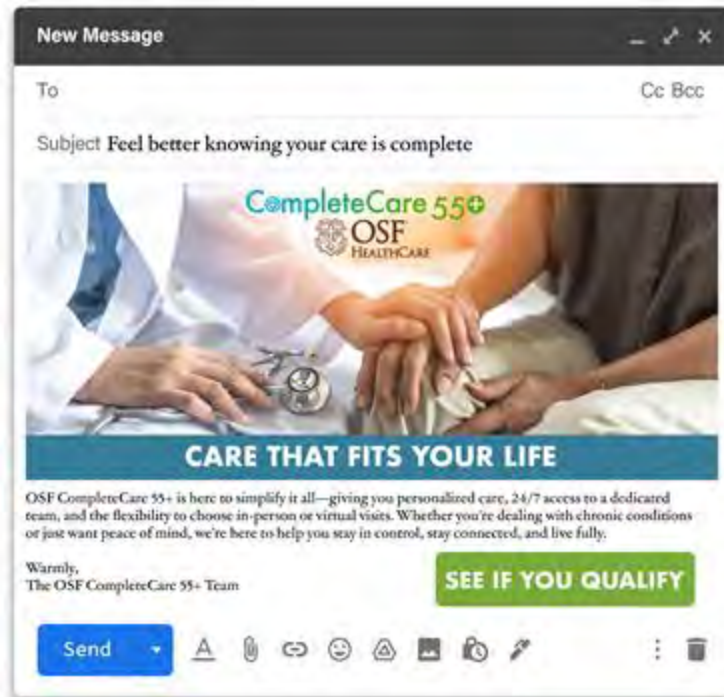 New Message
To
Cc Bcc
Subject Feel better knowing your care is complete
CompleteCare 55+
OSF
HEALTHCARE
CARE THAT FITS YOUR LIFE
OSF CompleteCare 55+ is here to simplify it all—giving you personalized care, 24/7 access to a dedicated
team, and the flexibility to choose in-person or virtual visits. Whether you're dealing with chronic conditions
or just want peace of mind, we're here to help you stay in control, stay connected, and live fully.
Warmly,
The OSF CompleteCare 55+ Team
SEE IF YOU QUALIFY
Send